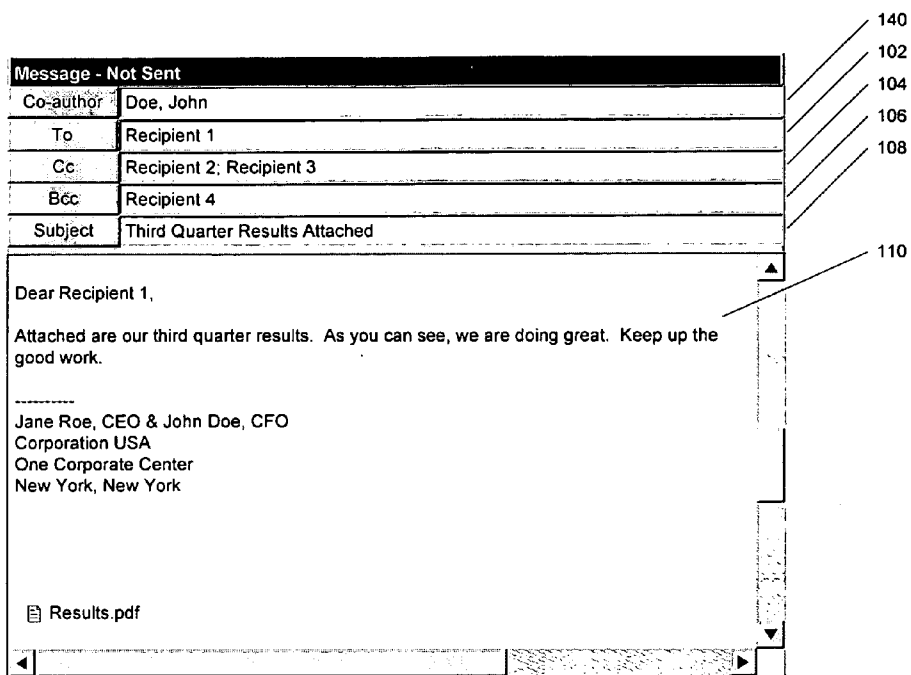 140
Message - Not Sent
102
Co-author Doe, John
104
To Recipient 1
106
Cc Recipient 2; Recipient 3
108
Bcc Recipient 4
Subject Third Quarter Results Attached
110
Dear Recipient 1,
Attached are our third quarter results. As you can see, we are doing great. Keep up the
good work.
----------
Jane Roe, CEO & John Doe, CFO
Corporation USA
One Corporate Center
New York, New York
Results.pdf